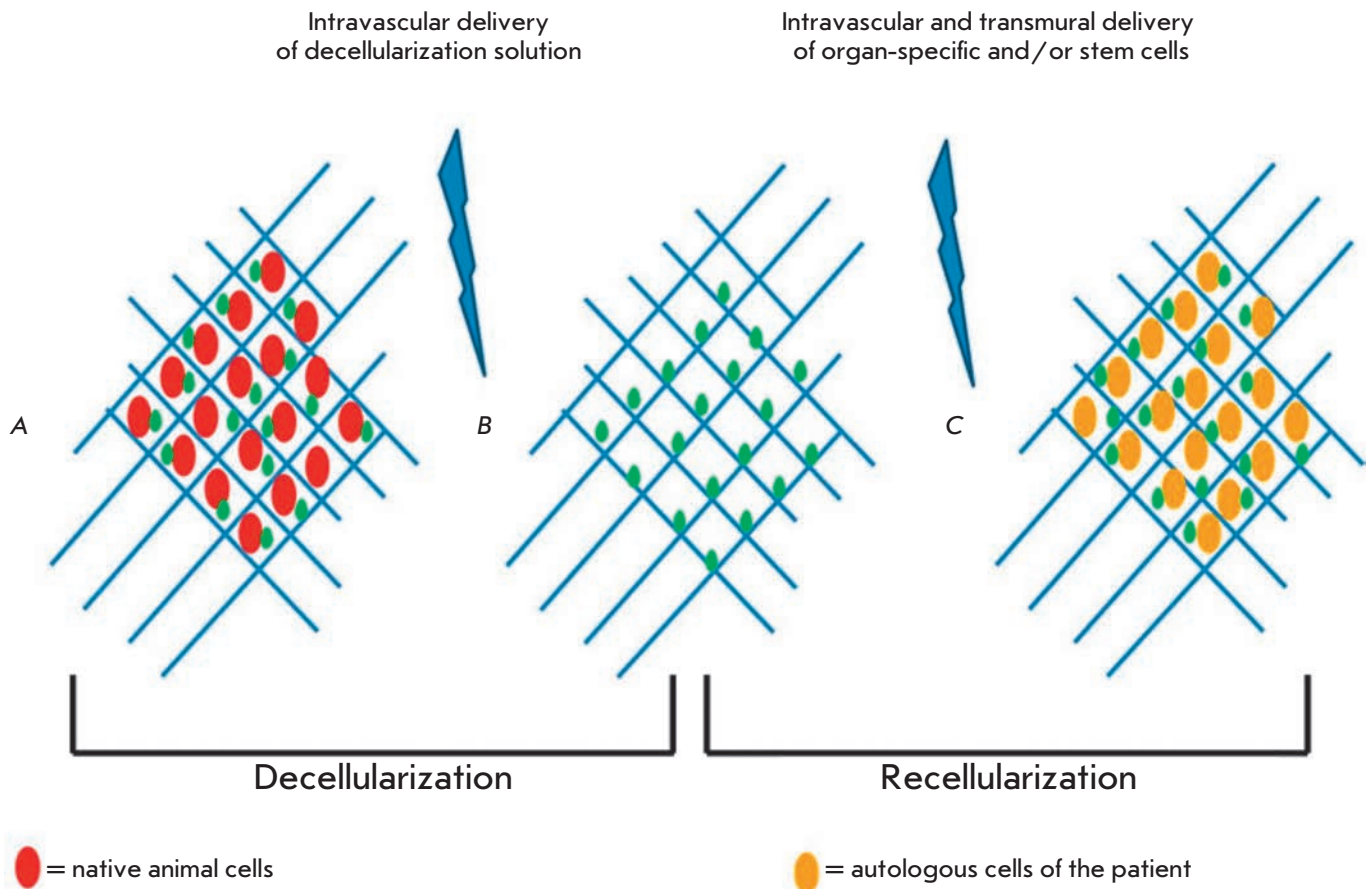 Intravascular delivery
of decellularization solution
Intravascular and transmural delivery
of organ-specific and/or stem cells
A
B
C
Decellularization
Recellularization
= native animal cells
= autologous cells of the patient